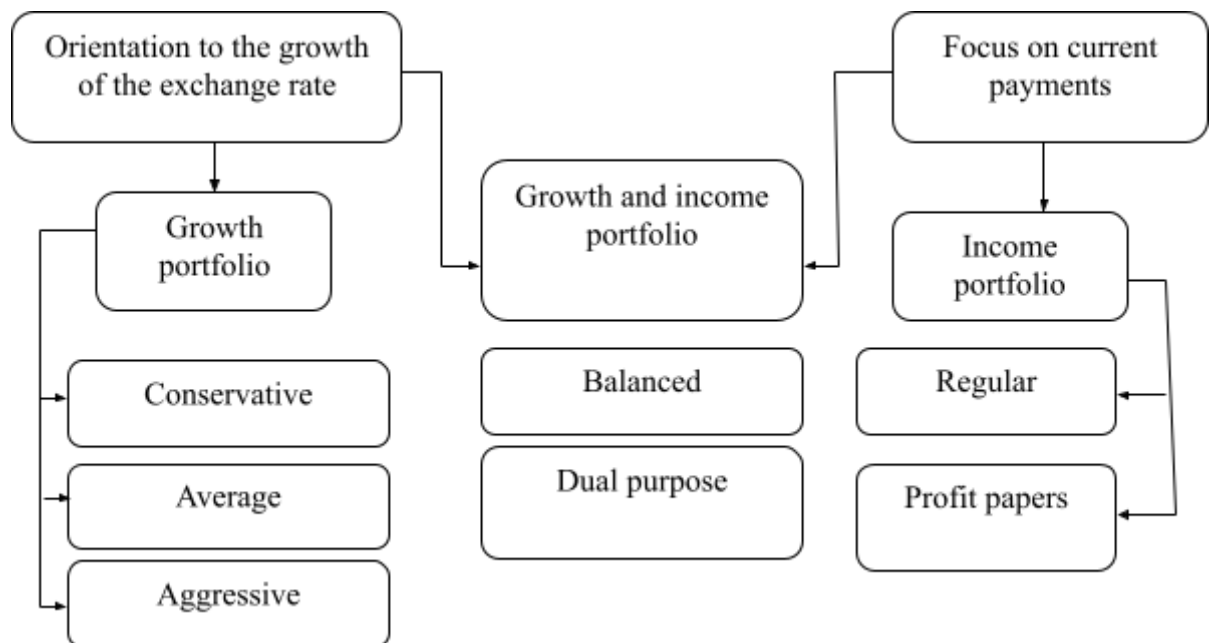 Orientation to the growth
of the exchange rate
Focus on current
payments
Growth and income
portfolio
Growth
portfolio
Income
portfolio
Conservative
Balanced
Regular
Average
Dual purpose
Profit papers
Aggressive